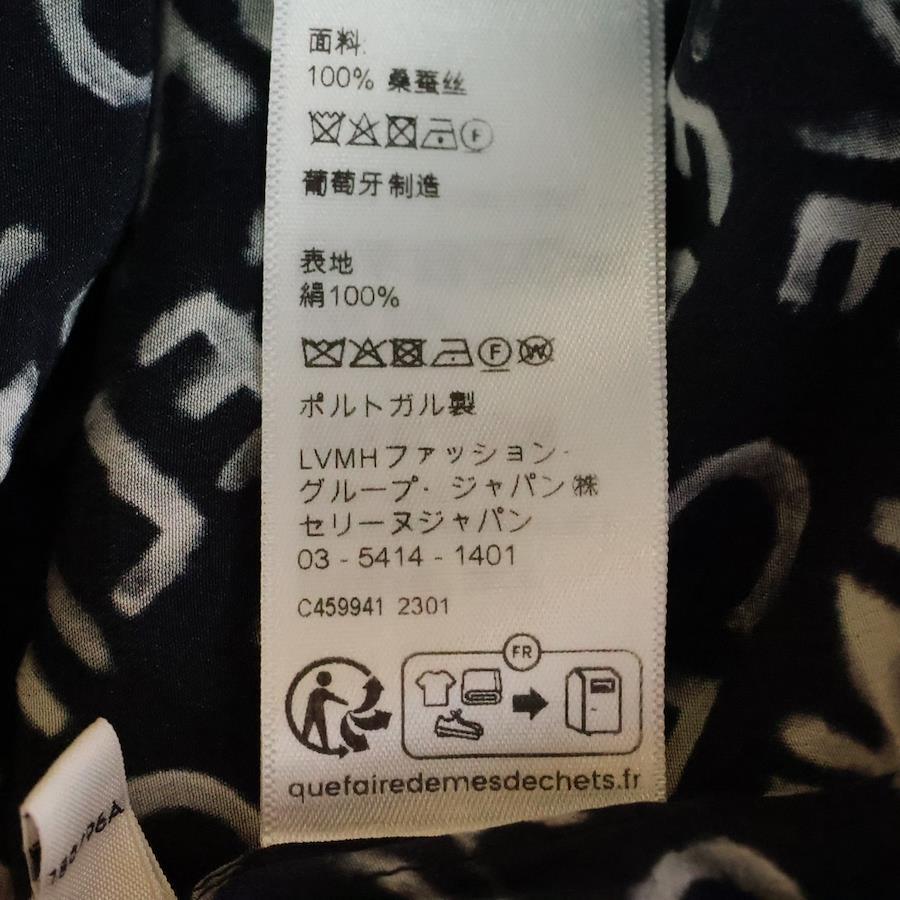 面料:
100% 桑蚕丝
F
葡萄牙制造
表地
絹100%
F W
ポルトガル製
LVMHファッション・
グループ・ジャパン㈱
セリーヌジャパン
03 - 5414 - 1401
C459941 2301
FR
quefairedemesdechets.fr
/96A